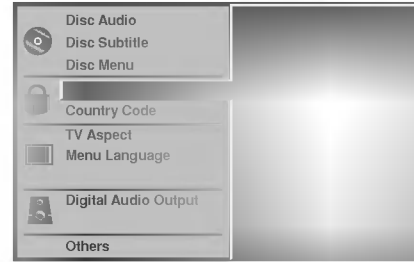 Disc Audio
Disc Subtitle
Disc Menu
Country Code
TV Aspect
Menu Language
Digital Audio Output
Others